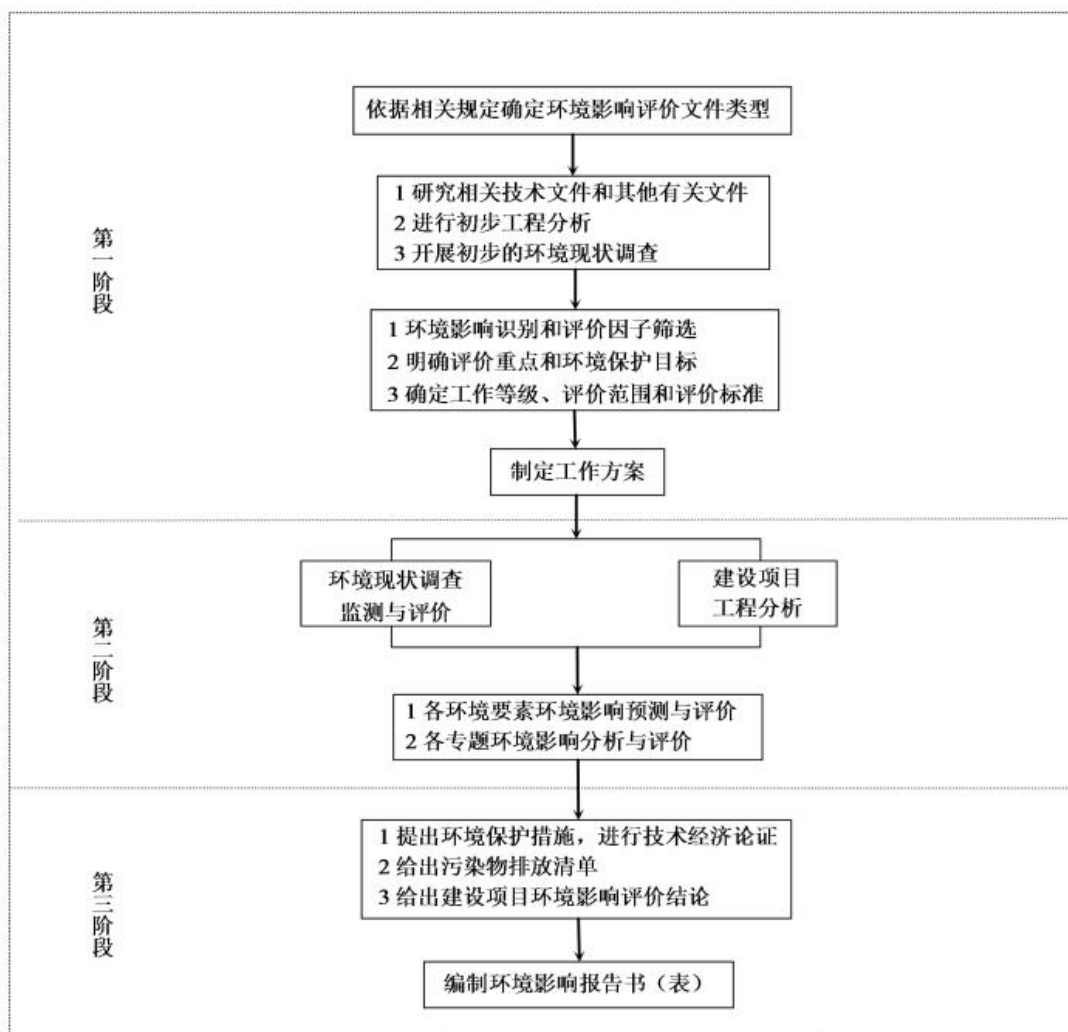 依据相关规定确定环境影响评价文件类型
1 研究相关技术文件和其他有关文件
2 进行初步工程分析
3 开展初步的环境现状调查
第一阶段
1 环境影响识别和评价因子筛选
2 明确评价重点和环境保护目标
3 确定工作等级、评价范围和评价标准
制定工作方案
环境现状调查
监测与评价
建设项目
工程分析
第二阶段
1 各环境要素环境影响预测与评价
2 各专题环境影响分析与评价
1 提出环境保护措施，进行技术经济论证
2 给出污染物排放清单
3 给出建设项目环境影响评价结论
第三阶段
编制环境影响报告书（表）